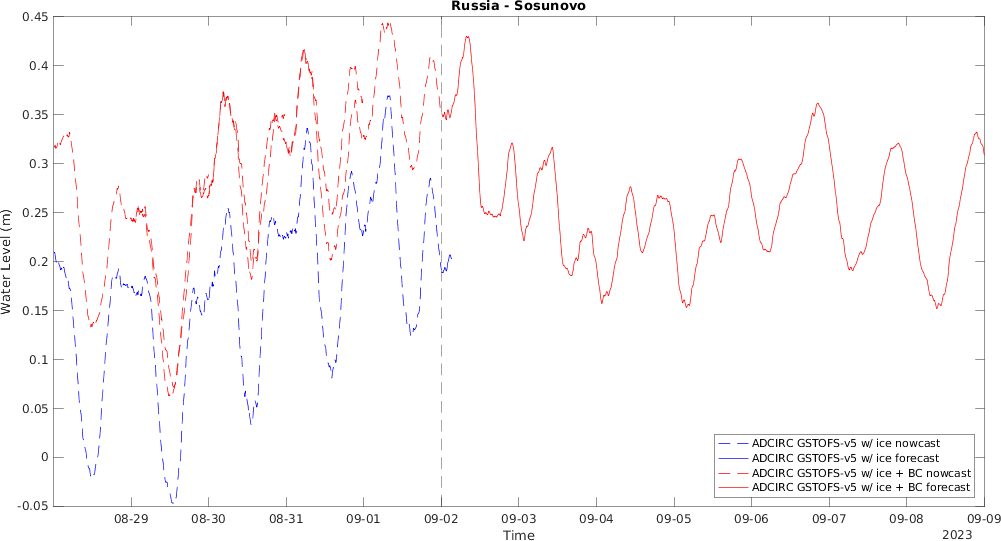 Russia - Sosunovo
Water Level (m)
0.45
0.4
0.35
0.3
0.25
0.2
0.15
0.1
0.05
0
-0.05
ADCIRC GSTOFS-v5 w/ ice nowcast
ADCIRC GSTOFS-v5 w/ ice forecast
ADCIRC GSTOFS-v5 w/ ice + BC nowcast
ADCIRC GSTOFS-v5 w/ ice + BC forecast
08-29 08-30 08-31 09-01 09-02 09-03 09-04 09-05 09-06 09-07 09-08 09-09
Time
2023